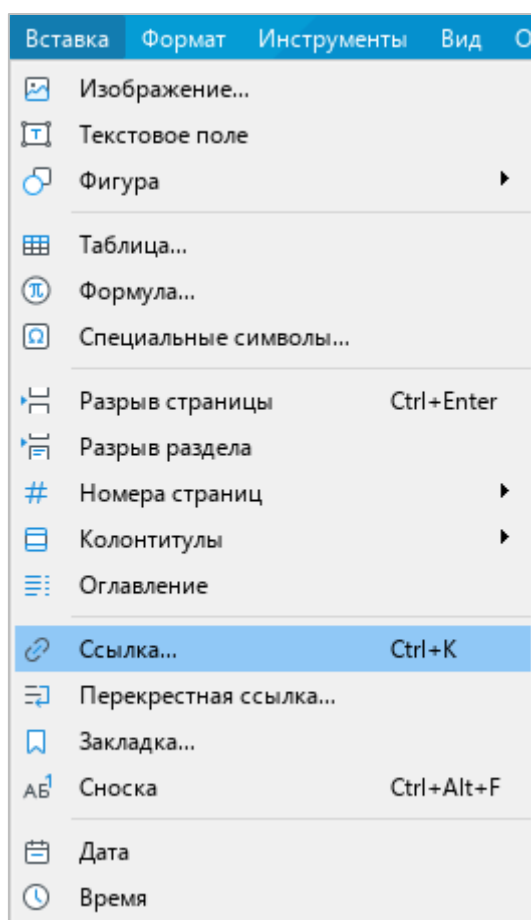 Вставка Формат Инструменты Вид О
Изображение...
Текстовое поле
Фигура
Таблица...
Формула...
Специальные символы...
Разрыв страницы Ctrl+Enter
Разрыв раздела
Номера страниц
Колонтитулы
Оглавление
Ссылка... Ctrl+K
Перекрестная ссылка...
Закладка...
Сноска Ctrl+Alt+F
Дата
Время